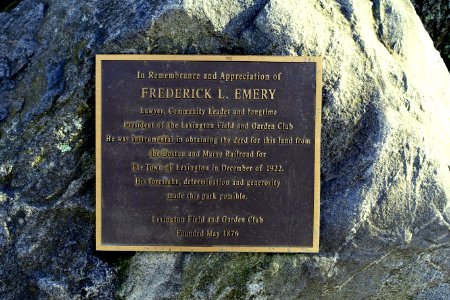 In Remembrance and Appreciation of
FREDERICK L. EMERY
Lawyer, Community Leader and longtime
President of the Lexington Field and Garden Club
He was instrumental in obtaining the deed for this land from
the Boston and Maine Railroad for
The Town of Lexington in December of 1922.
His foresight, determination and generosity
made this park possible.
Lexington Field and Garden Club
Founded May 1876